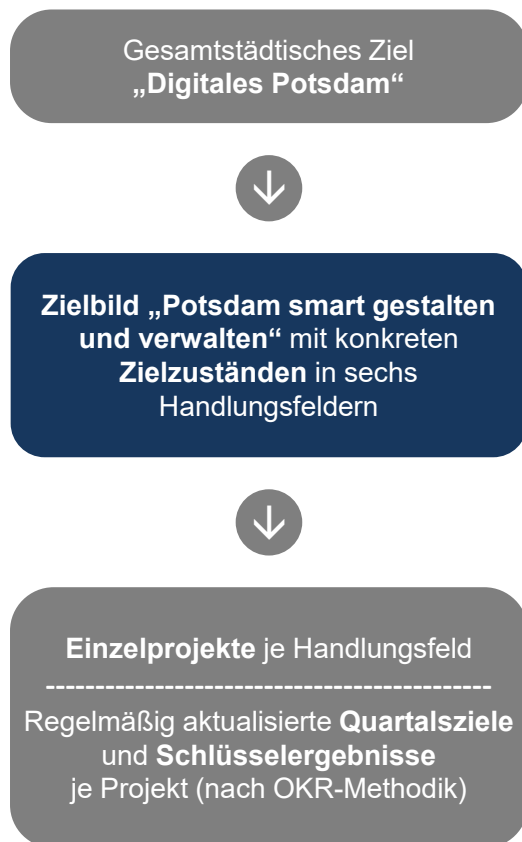 Gesamtstädtisches Ziel
„Digitales Potsdam“
Zielbild „Potsdam smart gestalten
und verwalten“ mit konkreten
Zielzuständen in sechs
Handlungsfeldern
Einzelprojekte je Handlungsfeld
---------------------------------------------
Regelmäßig aktualisierte Quartalsziele
und Schlüsselergebnisse
je Projekt (nach OKR-Methodik)